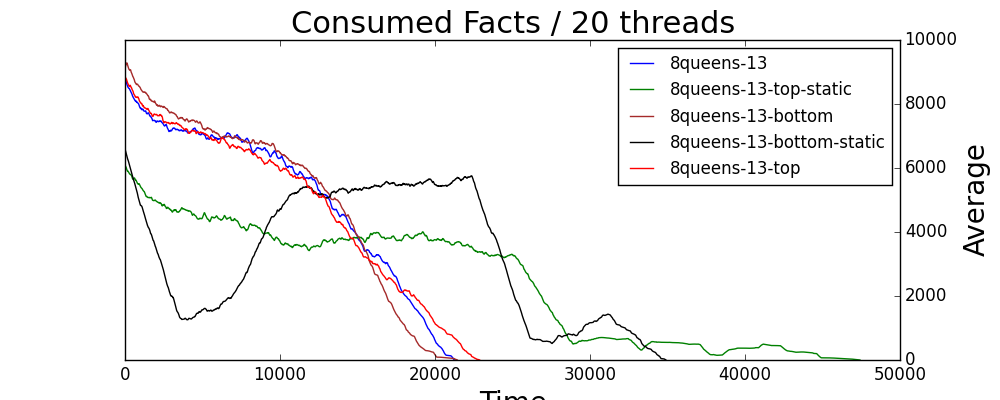 Consumed Facts / 20 threads
10000
8000
6000
4000
2000
0
Average
8queens-13
8queens-13-top-static
8queens-13-bottom
8queens-13-bottom-static
8queens-13-top
0 10000 20000 30000 40000 50000
Time